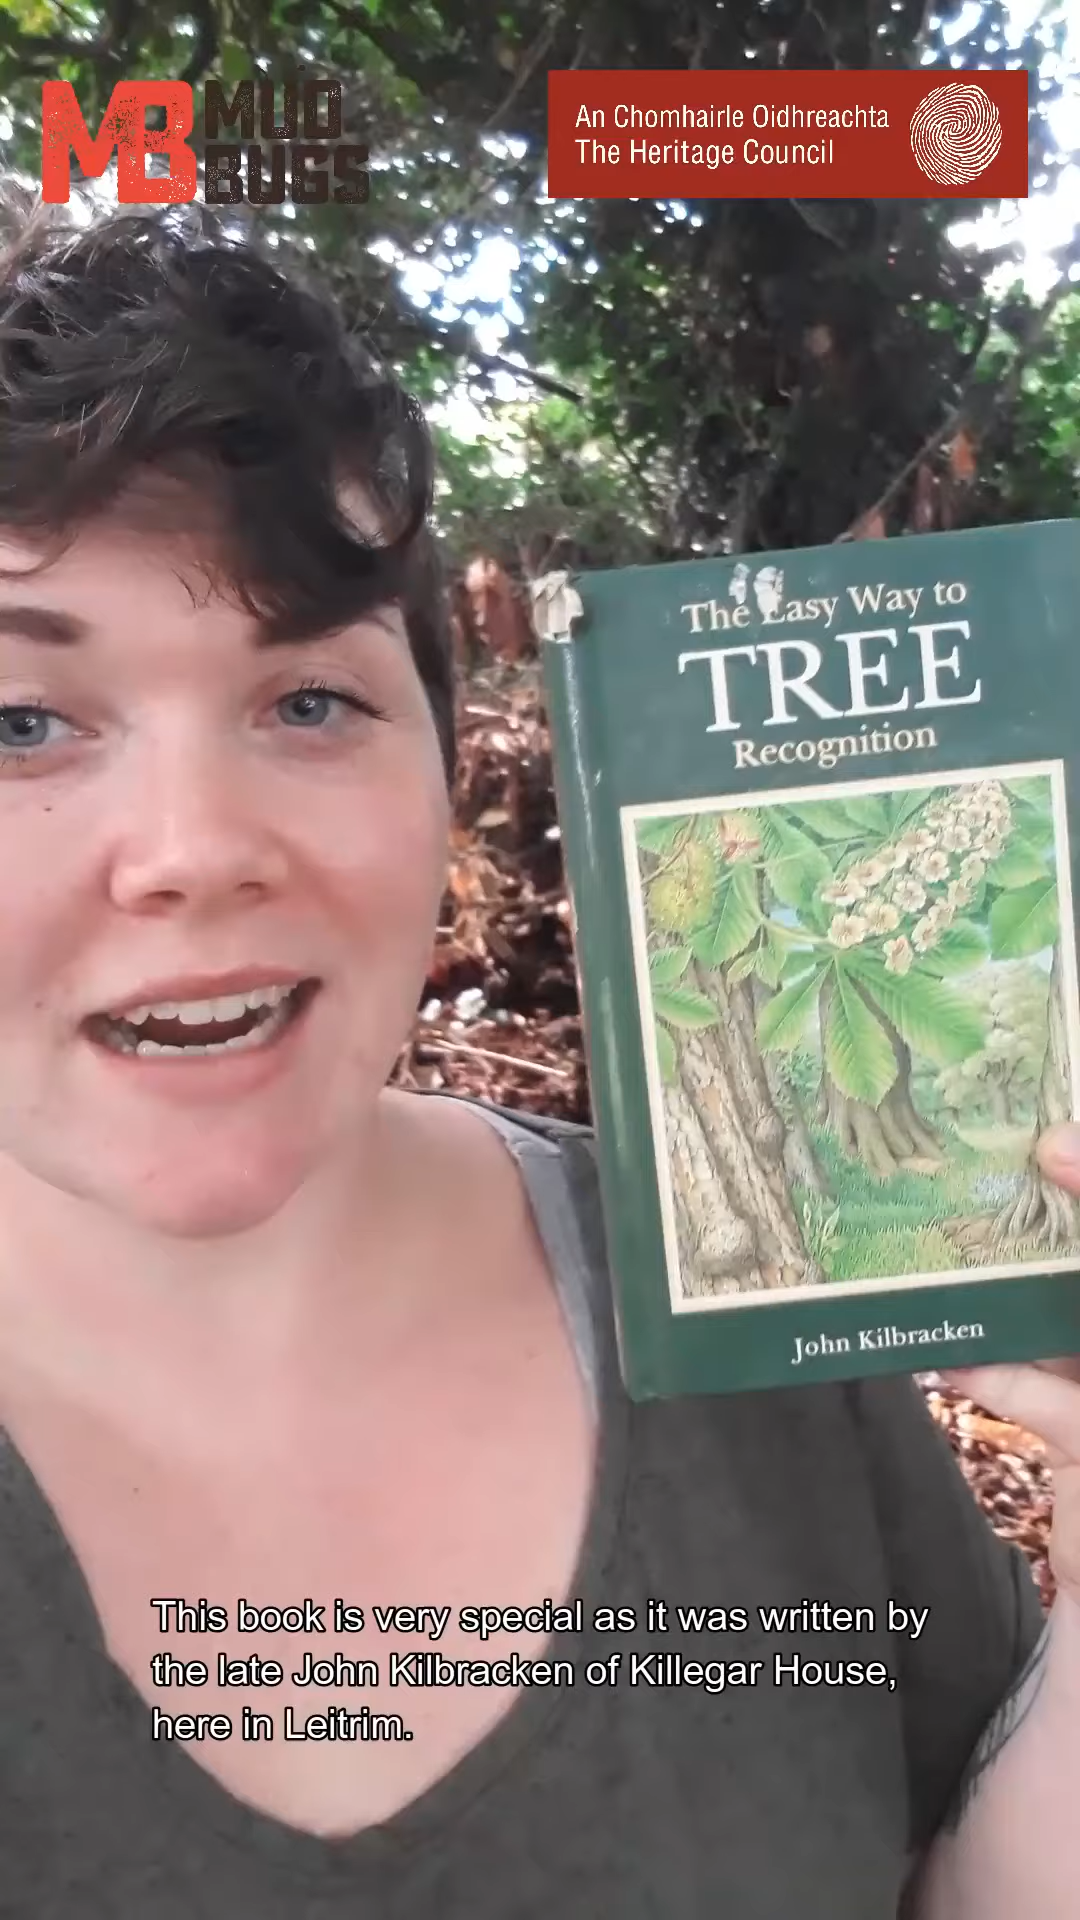 MB MUD
BUGS
An Chomhairle Oidhreachta
The Heritage Council
The Easy Way to
TREE
Recognition
John Kilbracken
This book is very special as it was written by
the late John Kilbracken of Killegar House,
here in Leitrim.